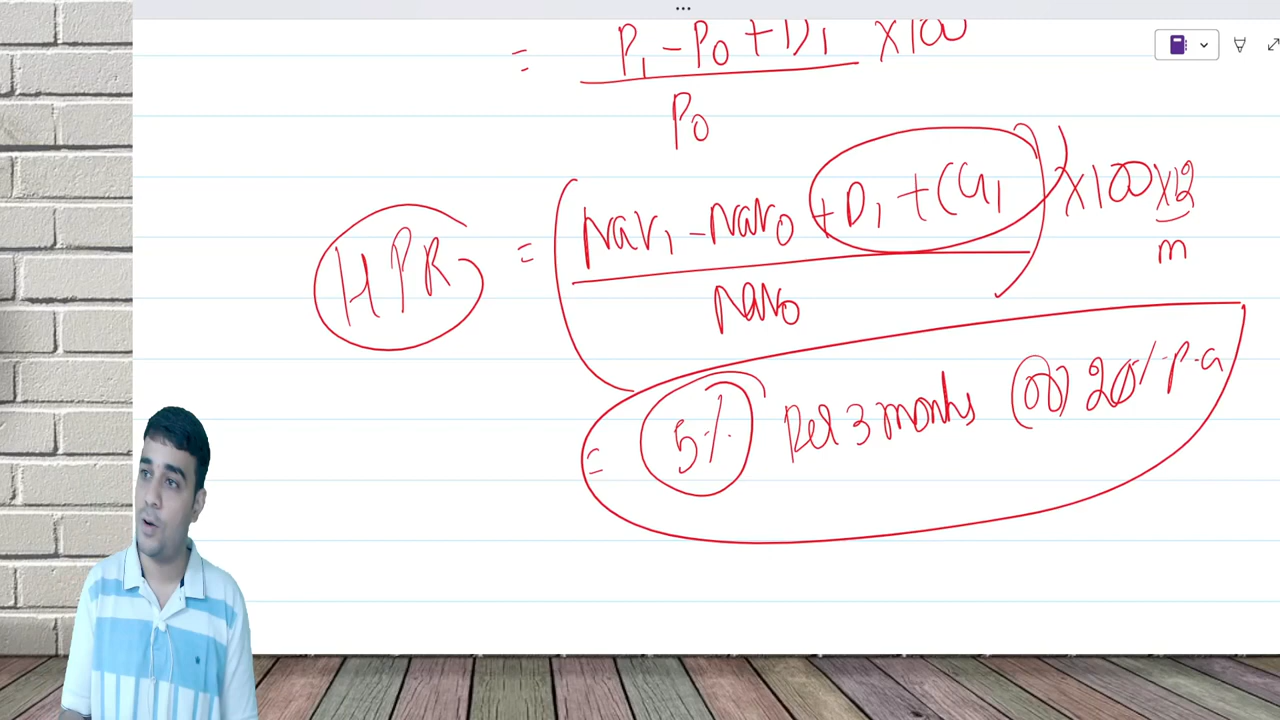 = P₁ - P₀ + D₁ × 100
P₀
HPR = (NAV₁ - NAV₀ + D₁ + CG₁) × 100 × 12
NAV₀ m
= 5% Per 3 months (or) 20% p.a